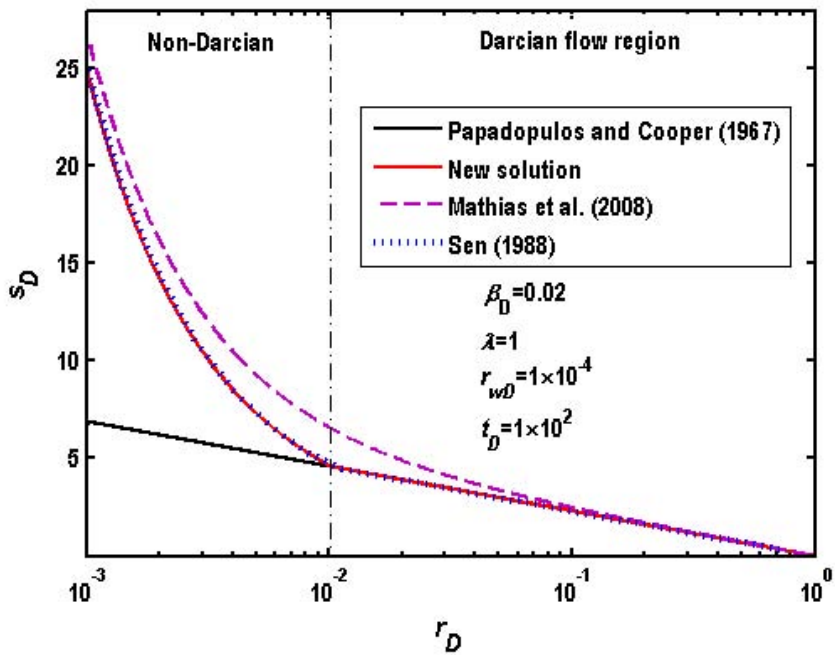 Non-Darcian
Darcian flow region
25
20
15
10
5
s_D
Papadopulos and Cooper (1967)
New solution
Mathias et al. (2008)
Sen (1988)
β_D=0.02
λ=1
r_wD=1×10^-4
t_D=1×10^2
10^-3
10^-2
10^-1
10^0
r_D